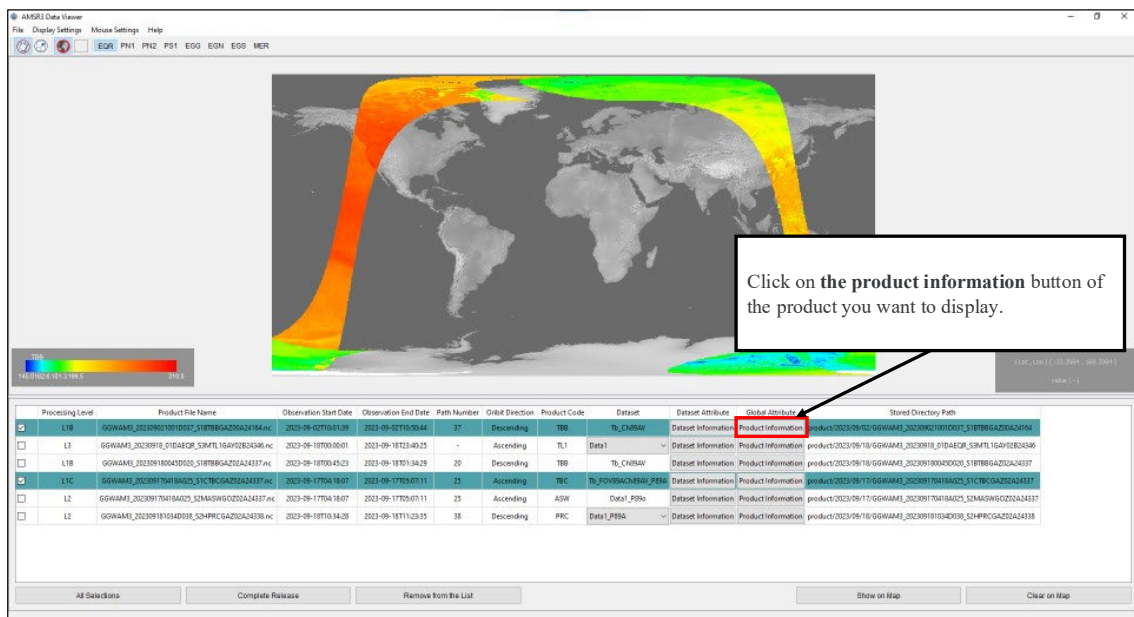 AMSR3 Data Viewer
File Display Settings Mouse Settings Help
EQR PN1 PN2 PS1 EGG EGN EGS MER
Click on the product information button of
the product you want to display.
TBB
310.0
value [-]
Processing Level Product File Name Observation Start Date Observation End Date Path Number Oribit Direction Product Code Dataset Dataset Attribute Global Attribute Stored Directory Path
L1B GGWAM3_202309021001D037_S1BTBBGAZ00A24164.nc 2023-09-02T10:01:39 2023-09-02T10:50:44 37 Descending TBB Tb_Ch89AV Dataset Information Product Information product/2023/09/02/GGWAM3_202309021001D037_S1BTBBGAZ00A24164
L3 GGWAM3_20230918_01DAEQR_S3MTL1GAY02B24346.nc 2023-09-18T00:00:01 2023-09-18T23:40:25 - Ascending TL1 Data1 Dataset Information Product Information product/2023/09/18/GGWAM3_20230918_01DAEQR_S3MTL1GAY02B24346
L1B GGWAM3_202309180045D020_S1BTBBGAZ02A24337.nc 2023-09-18T00:45:23 2023-09-18T01:34:29 20 Descending TBB Tb_Ch89AV Dataset Information Product Information product/2023/09/18/GGWAM3_202309180045D020_S1BTBBGAZ02A24337
L1C GGWAM3_202309170418A025_S1CTBCGAZ02A24337.nc 2023-09-17T04:18:07 2023-09-17T05:07:11 25 Ascending TBC Tb_FOV89ACh89AV_P89A Dataset Information Product Information product/2023/09/17/GGWAM3_202309170418A025_S1CTBCGAZ02A24337
L2 GGWAM3_202309170418A025_S2MASWGOZ02A24337.nc 2023-09-17T04:18:07 2023-09-17T05:07:11 25 Ascending ASW Data1_P89o Dataset Information Product Information product/2023/09/17/GGWAM3_202309170418A025_S2MASWGOZ02A24337
L2 GGWAM3_202309181034D038_S2HPRCGAZ02A24338.nc 2023-09-18T10:34:28 2023-09-18T11:23:35 38 Descending PRC Data1_P89A Dataset Information Product Information product/2023/09/18/GGWAM3_202309181034D038_S2HPRCGAZ02A24338
All Selections Complete Release Remove from the List Show on Map Clear on Map